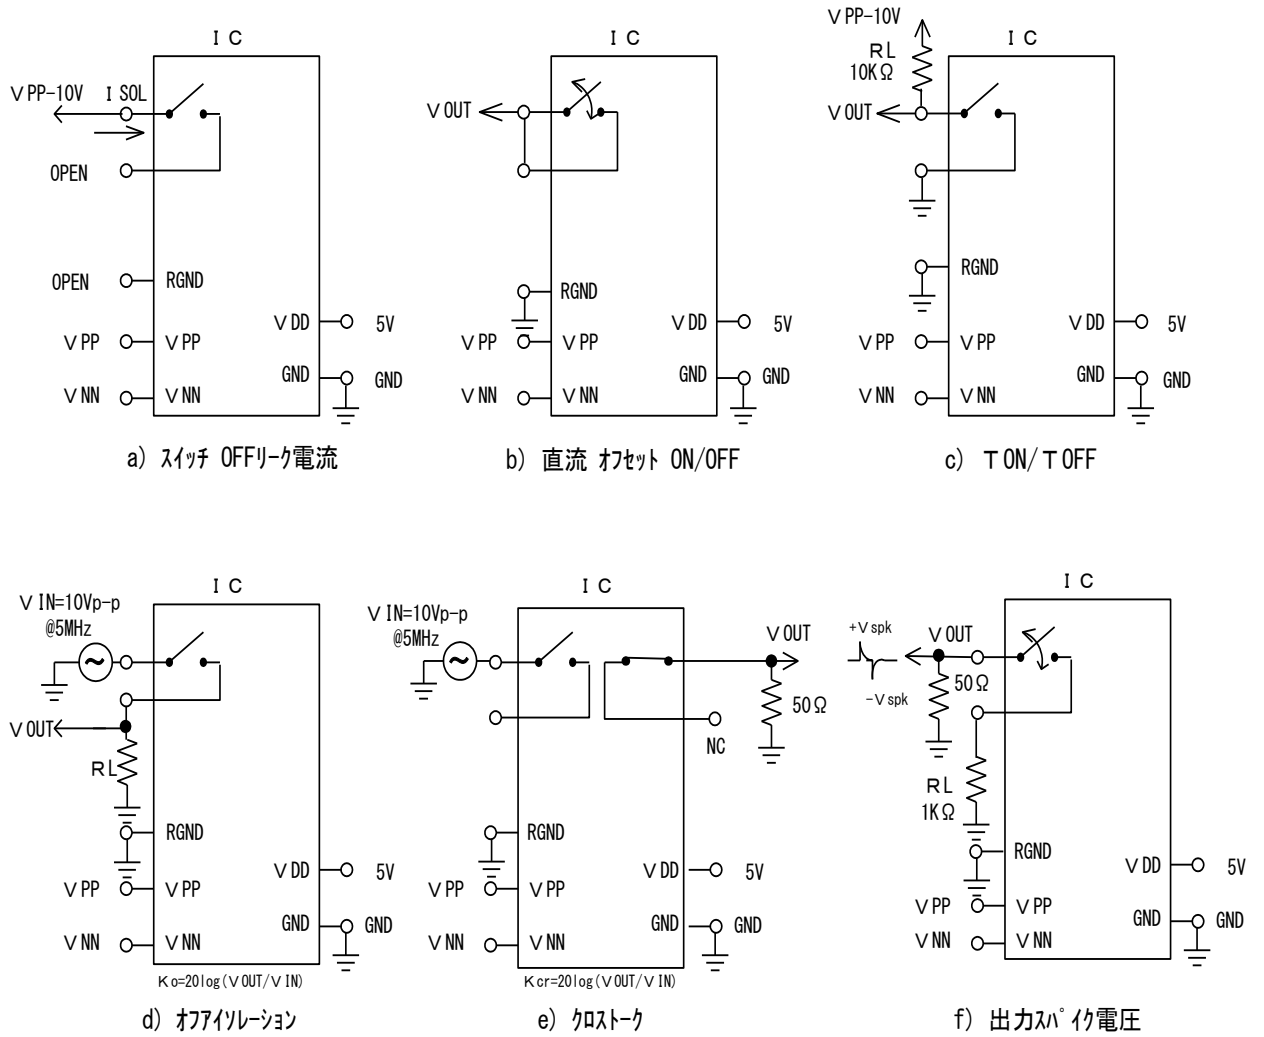 IC
VPP-10V
ISOL
OPEN
OPEN
RGND
VDD
5V
VPP
VPP
GND
GND
VNN
VNN
a) スイッチ OFFリーク電流
IC
VOUT
RGND
VDD
5V
VPP
VPP
GND
GND
VNN
VNN
b) 直流 オフセット ON/OFF
VPP-10V
IC
RL
10KΩ
VOUT
RGND
VDD
5V
VPP
VPP
GND
GND
VNN
VNN
c) TON/TOFF
IC
VIN=10Vp-p
@5MHz
VOUT
RL
RGND
VDD
5V
VPP
VPP
GND
GND
VNN
VNN
Ko=20log(VOUT/VIN)
d) オフアイソレーション
IC
VIN=10Vp-p
@5MHz
VOUT
50Ω
NC
RGND
VDD
5V
VPP
VPP
GND
GND
VNN
VNN
Kcr=20log(VOUT/VIN)
e) クロストーク
IC
+Vspk
VOUT
50Ω
-Vspk
RL
1KΩ
RGND
VDD
5V
VPP
VPP
GND
GND
VNN
VNN
f) 出力スパイク電圧